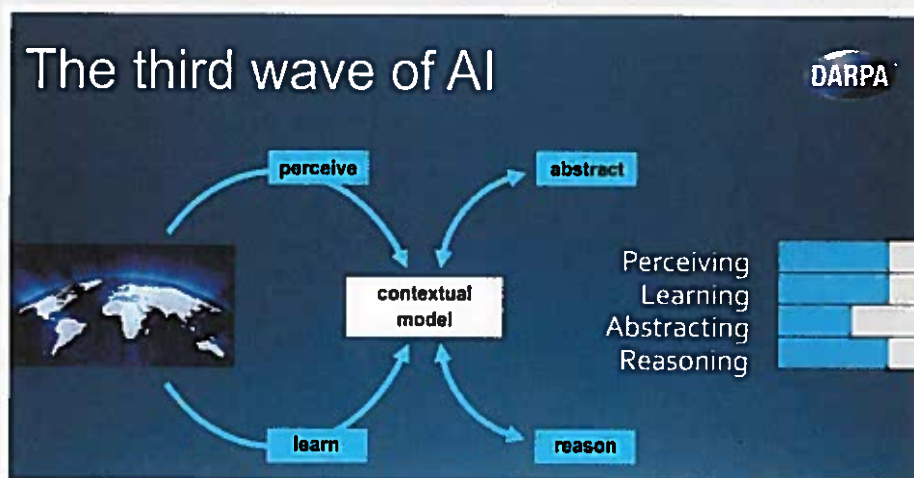 The third wave of AI
DARPA
perceive
abstract
contextual
model
Perceiving
Learning
Abstracting
Reasoning
learn
reason